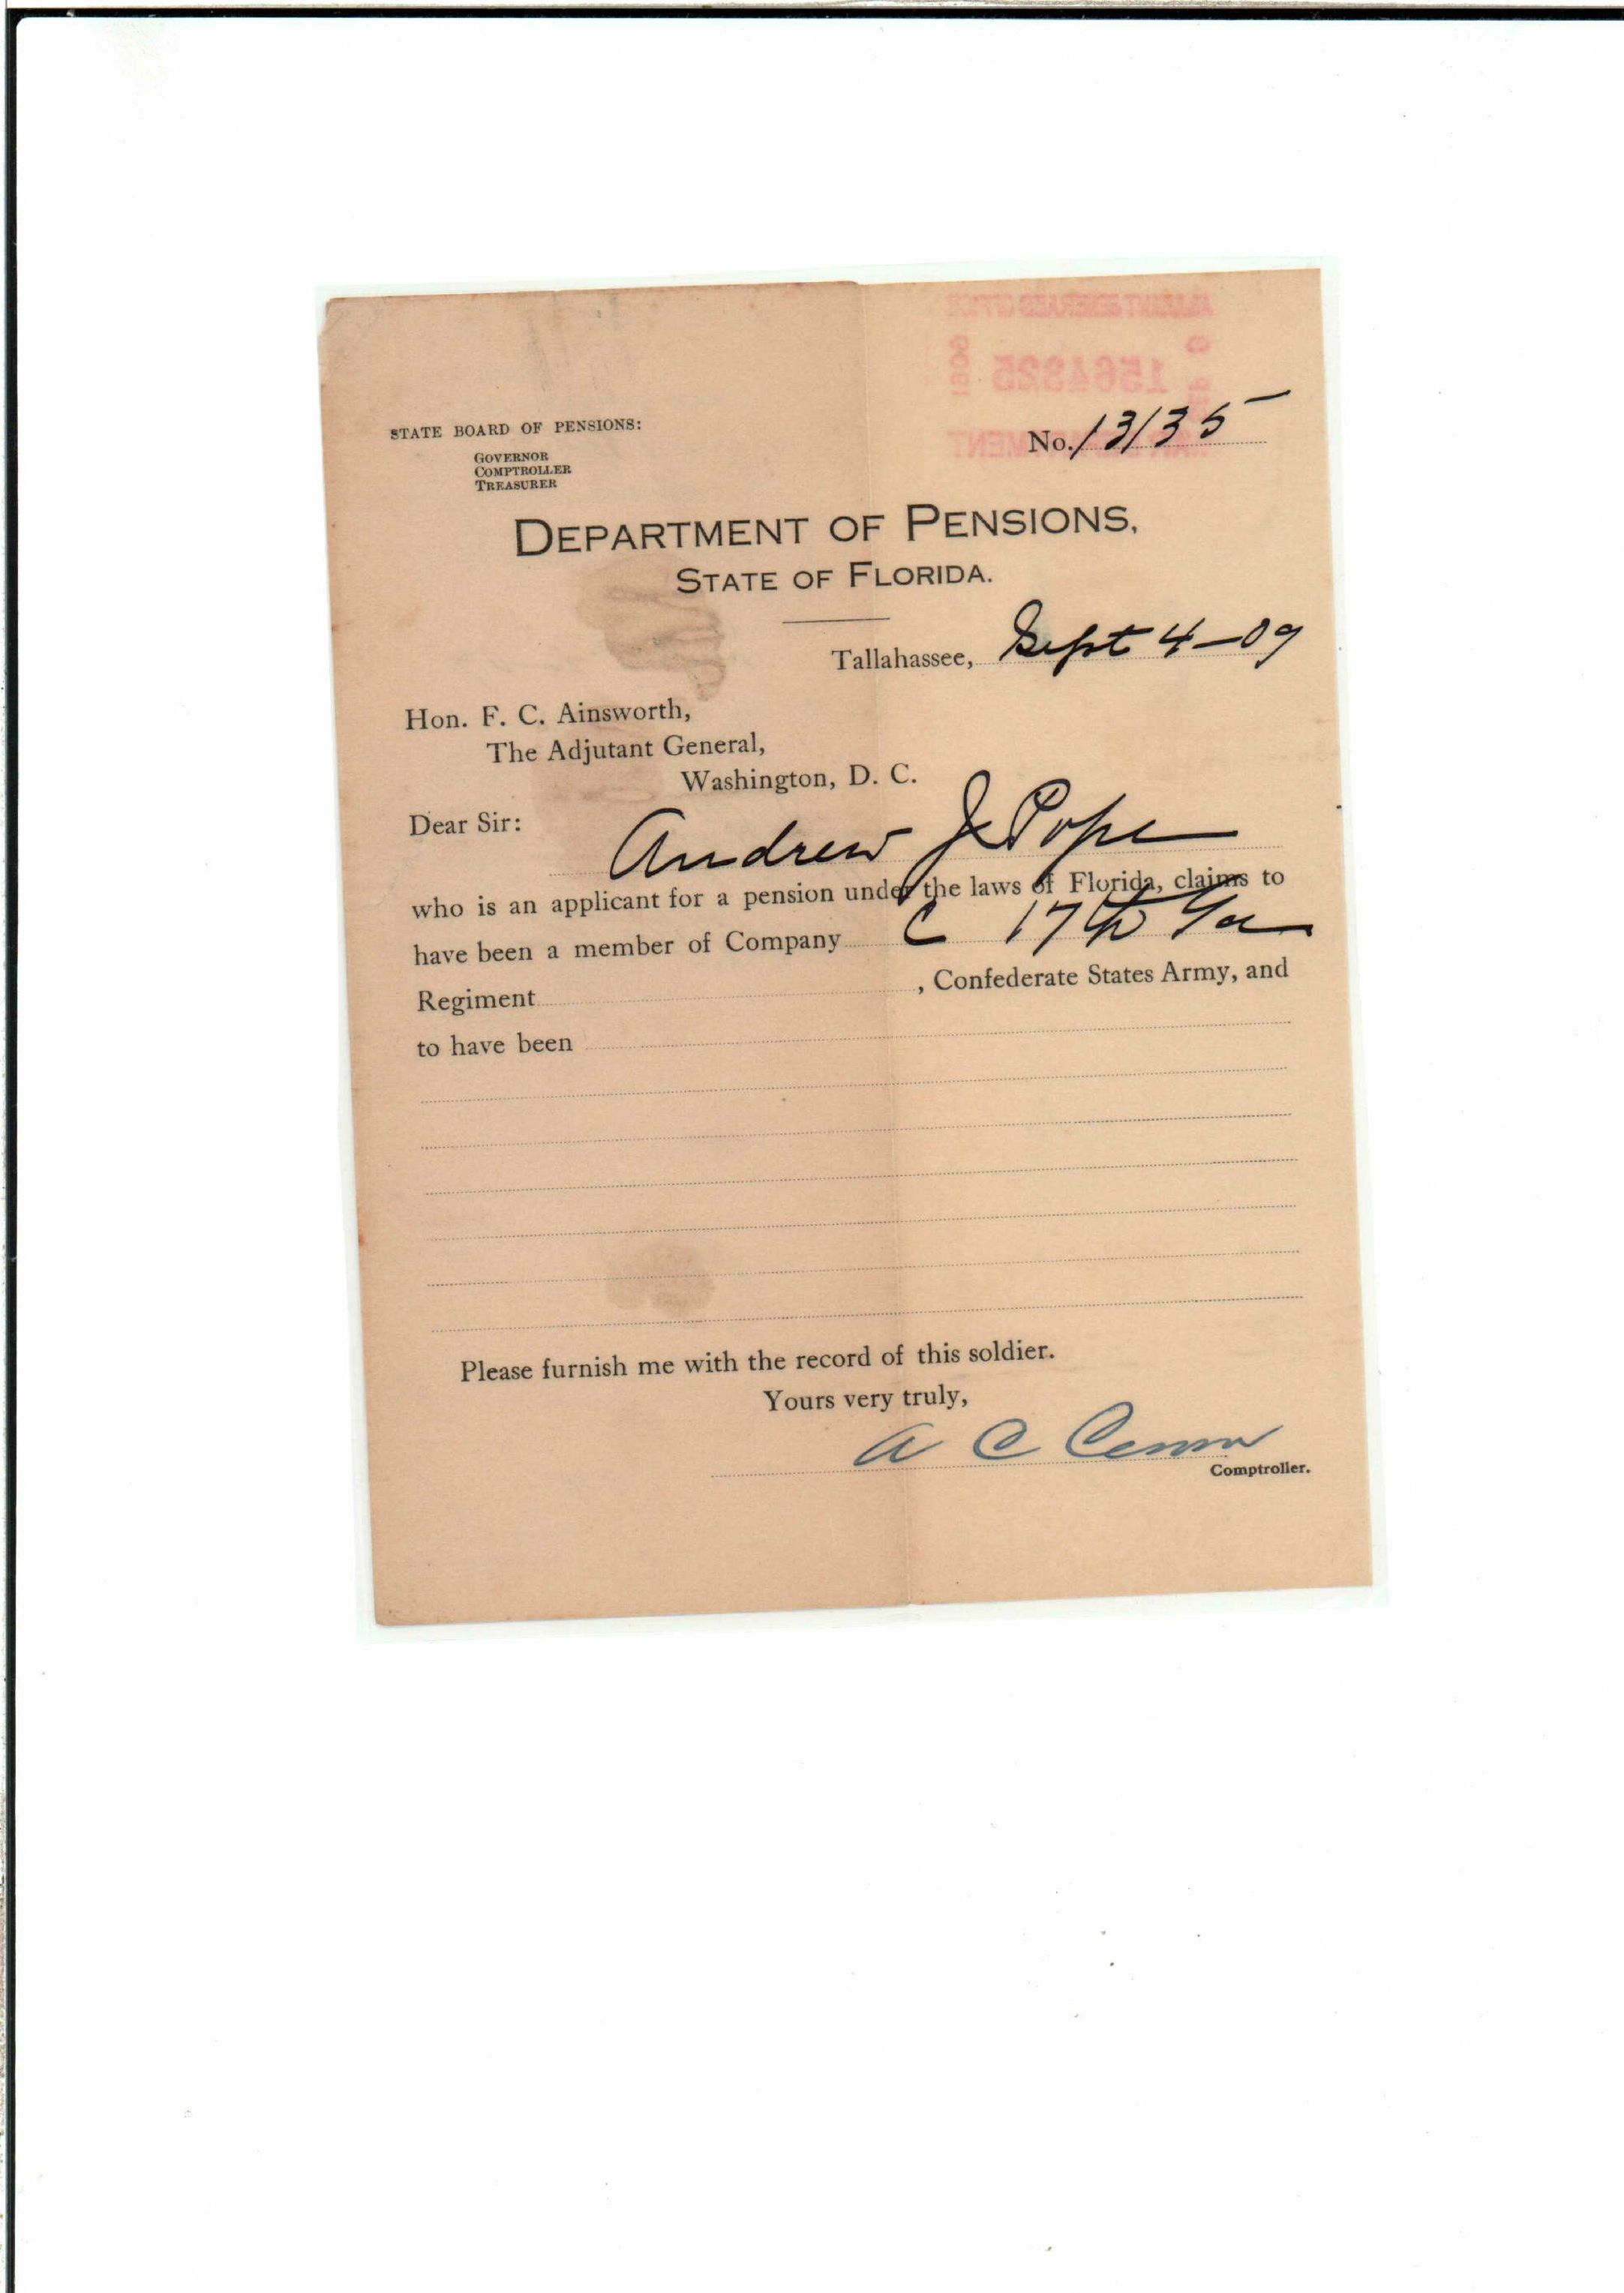 STATE BOARD OF PENSIONS:
GOVERNOR
COMPTROLLER
TREASURER
1564325
No. 13135
DEPARTMENT OF PENSIONS,
STATE OF FLORIDA.
Tallahassee, Sept 4-09
Hon. F. C. Ainsworth,
The Adjutant General,
Washington, D. C.
Dear Sir:
Andrew J Pope
who is an applicant for a pension under the laws of Florida, claims to
have been a member of Company C 17th Ga
Regiment , Confederate States Army, and
to have been
Please furnish me with the record of this soldier.
Yours very truly,
A C
Comptroller.